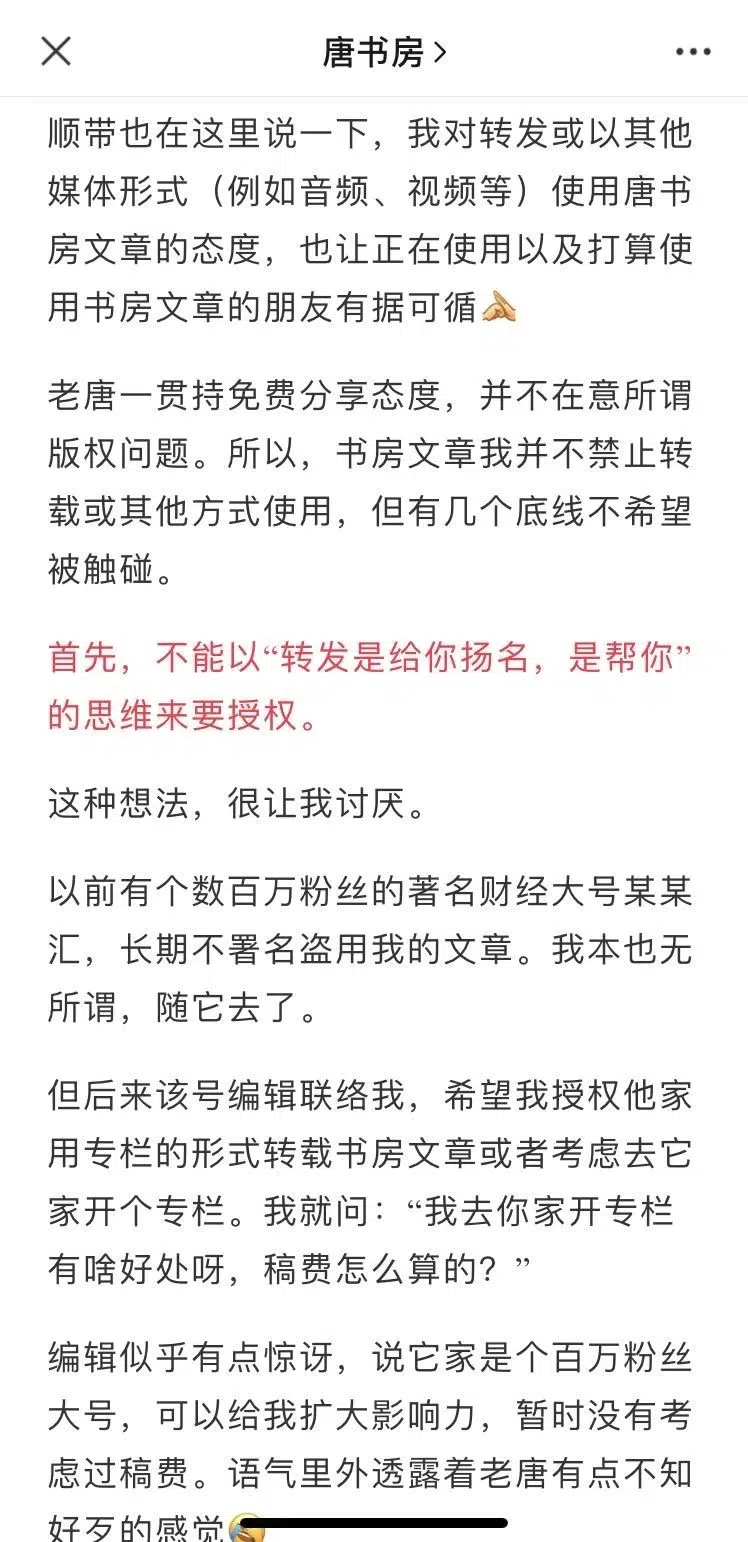 唐书房
顺带也在这里说一下，我对转发或以其他
媒体形式（例如音频、视频等）使用唐书
房文章的态度，也让正在使用以及打算使
用书房文章的朋友有据可循
老唐一贯持免费分享态度，并不在意所谓
版权问题。所以，书房文章我并不禁止转
载或其他方式使用，但有几个底线不希望
被触碰。
首先，不能以“转发是给你扬名，是帮你”
的思维来要授权。
这种想法，很让我讨厌。
以前有个数百万粉丝的著名财经大号某某
汇，长期不署名盗用我的文章。我本也无
所谓，随它去了。
但后来该号编辑联络我，希望我授权他家
用专栏的形式转载书房文章或者考虑去它
家开个专栏。我就问：“我去你家开专栏
有啥好处呀，稿费怎么算的？”
编辑似乎有点惊讶，说它家是个百万粉丝
大号，可以给我扩大影响力，暂时没有考
虑过稿费。语气里外透露着老唐有点不知
好歹的感觉